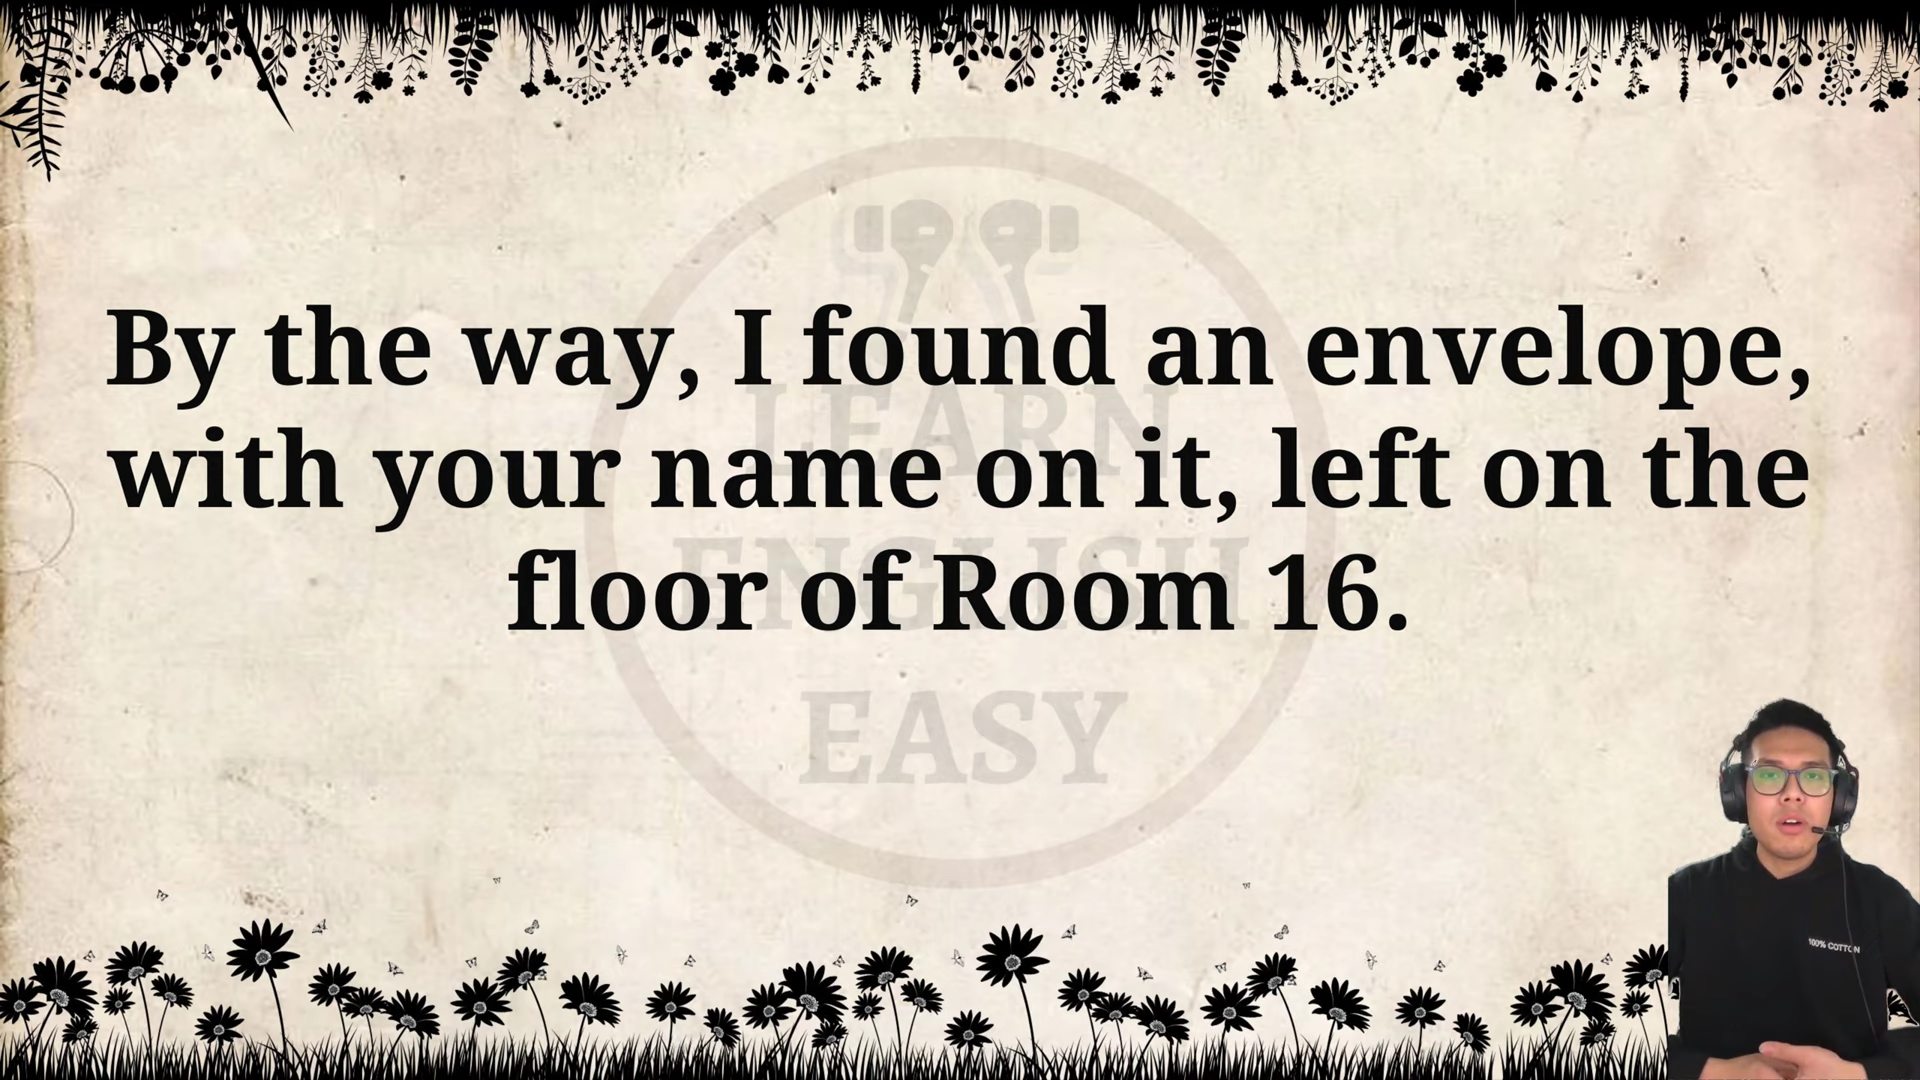 By the way, I found an envelope,
with your name on it, left on the
floor of Room 16.
LEARN
ENGLISH
EASY
100% COTTON